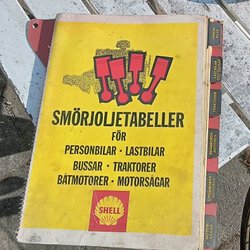 SMÖRJOLJETABELLER
FÖR
PERSONBILAR · LASTBILAR
BUSSAR · TRAKTORER
BÅTMOTORER · MOTORSÅGAR
SHELL